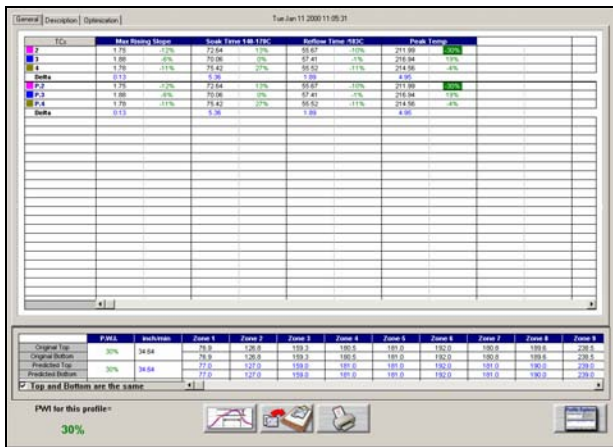 General Description Optimization Tue Jan 11 2000 11:05:31
TCs Max Rising Slope Soak Time 140-170C Reflow Time /183C Peak Temp
2 1.75 -12% 72.64 13% 55.67 -10% 211.99 -30%
3 1.88 -6% 70.06 0% 57.41 -1% 216.94 19%
4 1.78 -11% 75.42 27% 55.52 -11% 214.56 -4%
Delta 0.13 5.36 1.89 4.95
P.2 1.75 -12% 72.64 13% 55.67 -10% 211.99 -30%
P.3 1.88 -6% 70.06 0% 57.41 -1% 216.94 19%
P.4 1.78 -11% 75.42 27% 55.52 -11% 214.56 -4%
Delta 0.13 5.36 1.89 4.95
P.W.I. inch/min Zone 1 Zone 2 Zone 3 Zone 4 Zone 5 Zone 6 Zone 7 Zone 8 Zone 9
Original Top 30% 34.64 76.9 126.8 159.3 180.5 181.0 192.0 180.8 189.6 238.5
Original Bottom 76.9 126.8 159.3 180.5 181.0 192.0 180.8 189.6 238.5
Predicted Top 30% 34.64 77.0 127.0 159.0 181.0 181.0 192.0 181.0 190.0 239.0
Predicted Bottom 77.0 127.0 159.0 181.0 181.0 192.0 181.0 190.0 239.0
Top and Bottom are the same
PWI for this profile=
30%